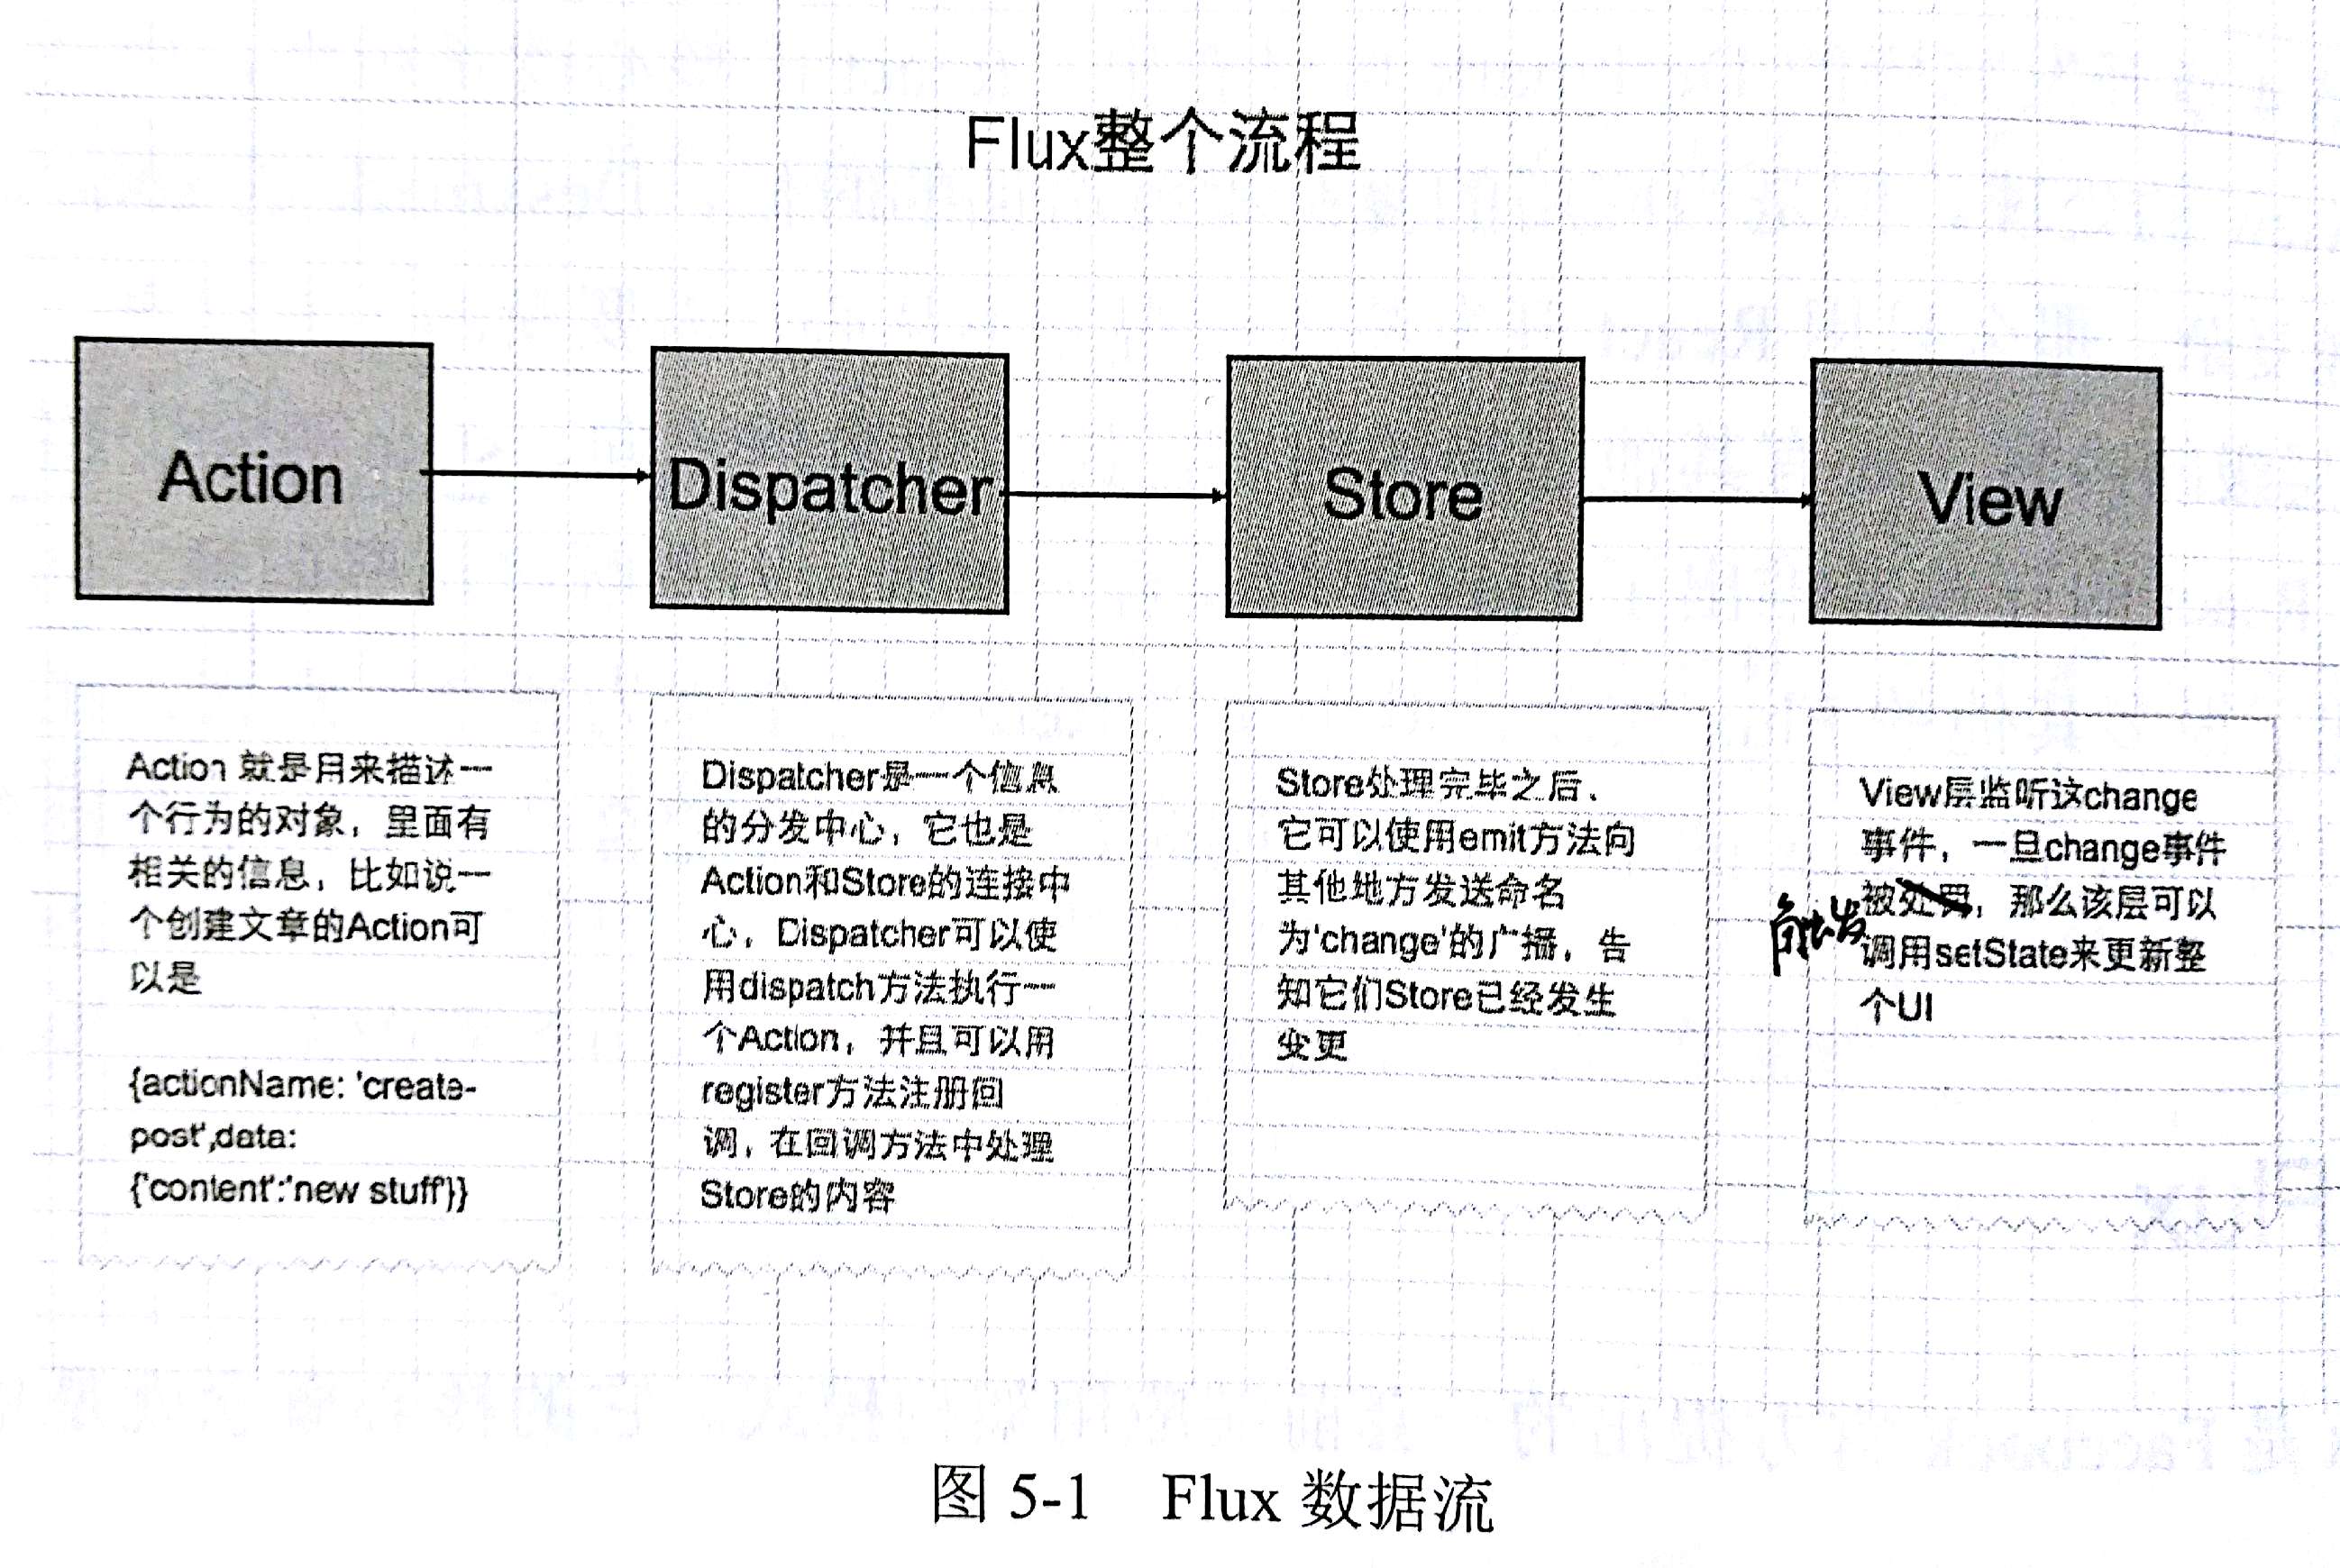 Flux整个流程
Action
Dispatcher
Store
View
Action 就是用来描述一
个行为的对象，里面有
相关的信息，比如说一
个创建文章的Action可
以是
{actionName: 'create-
post',data:
{'content':'new stuff'}}
Dispatcher是一个信息
的分发中心，它也是
Action和Store的连接中
心，Dispatcher可以使
用dispatch方法执行一
个Action，并且可以用
register方法注册回
调，在回调方法中处理
Store的内容
Store处理完毕之后，
它可以使用emit方法向
其他地方发送命名
为'change'的广播，告
知它们Store已经发生
变更
View层监听这change
事件，一旦change事件
被处罚，那么该层可以
触发
调用setState来更新整
个UI
图 5-1 Flux 数据流